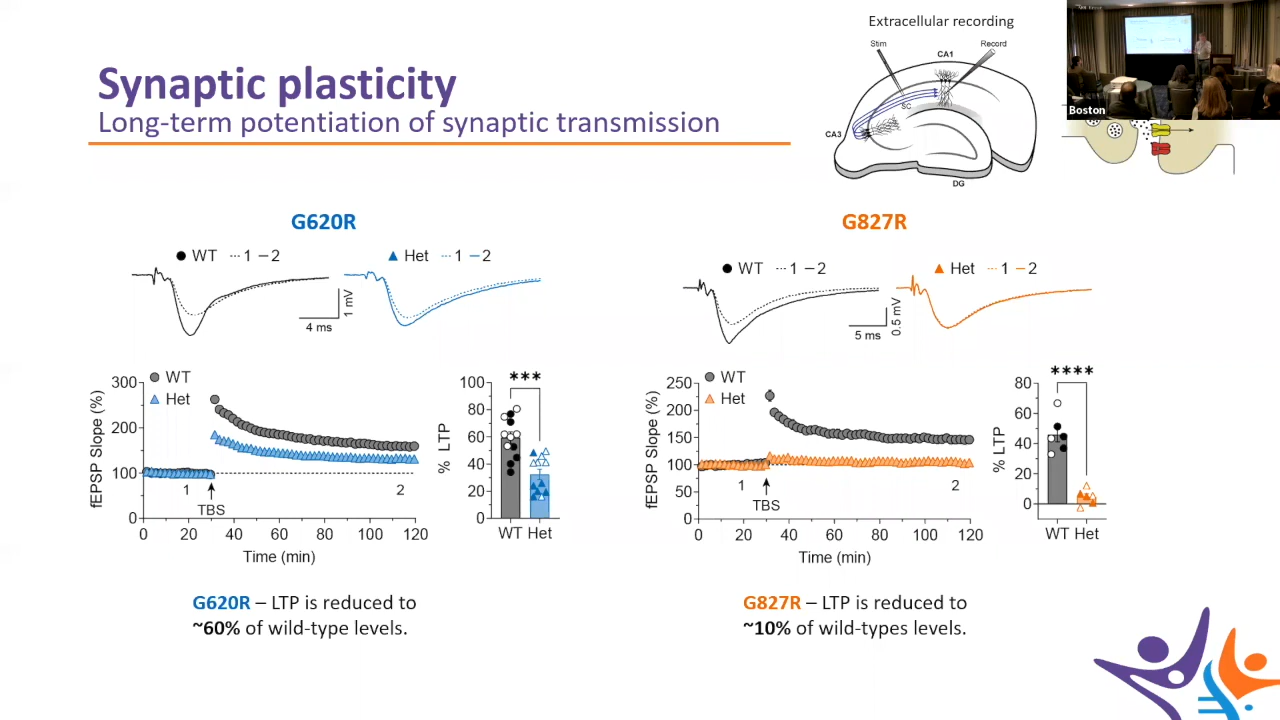 Synaptic plasticity
Long-term potentiation of synaptic transmission
Extracellular recording
Stim
CA1
Record
SC
CA3
DG
Boston
G620R
WT 1 2
Het 1 2
4 ms
1 mV
300
200
100
0
fEPSP Slope (%)
WT
Het
1
2
TBS
0 20 40 60 80 100 120
Time (min)
100
80
60
40
20
0
% LTP
***
WT Het
G620R – LTP is reduced to
~60% of wild-type levels.
G827R
WT 1 2
Het 1 2
5 ms
0.5 mV
250
200
150
100
50
0
fEPSP Slope (%)
WT
Het
1
2
TBS
0 20 40 60 80 100 120
Time (min)
80
60
40
20
0
% LTP
****
WT Het
G827R – LTP is reduced to
~10% of wild-types levels.